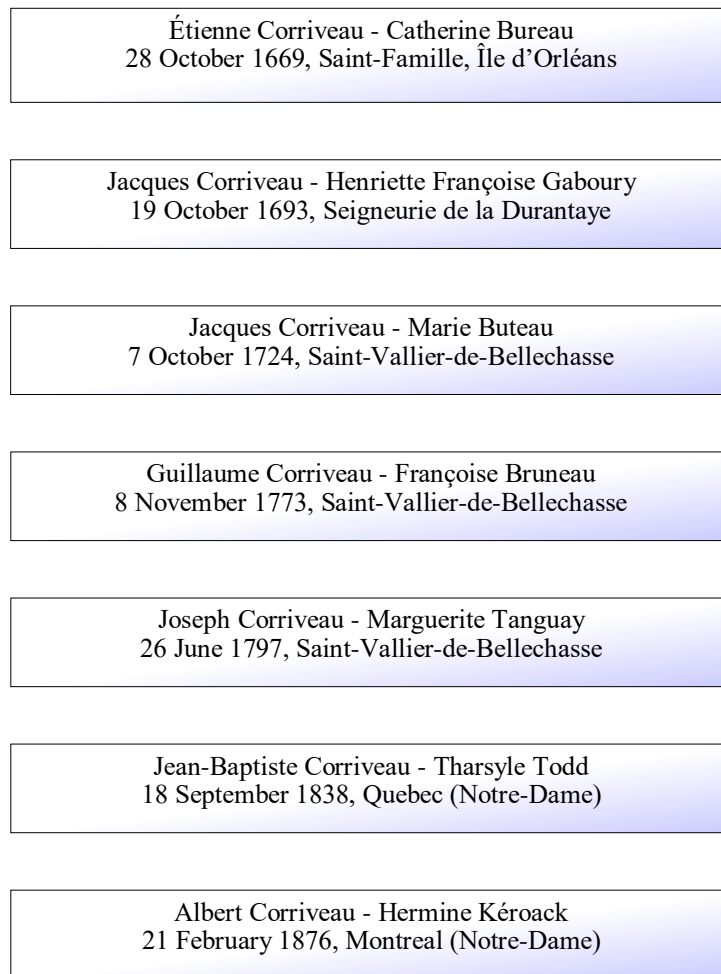 Étienne Corriveau - Catherine Bureau
28 October 1669, Saint-Famille, Île d’Orléans
Jacques Corriveau - Henriette Françoise Gaboury
19 October 1693, Seigneurie de la Durantaye
Jacques Corriveau - Marie Buteau
7 October 1724, Saint-Vallier-de-Bellechasse
Guillaume Corriveau - Françoise Bruneau
8 November 1773, Saint-Vallier-de-Bellechasse
Joseph Corriveau - Marguerite Tanguay
26 June 1797, Saint-Vallier-de-Bellechasse
Jean-Baptiste Corriveau - Tharsyle Todd
18 September 1838, Quebec (Notre-Dame)
Albert Corriveau - Hermine Kéroack
21 February 1876, Montreal (Notre-Dame)